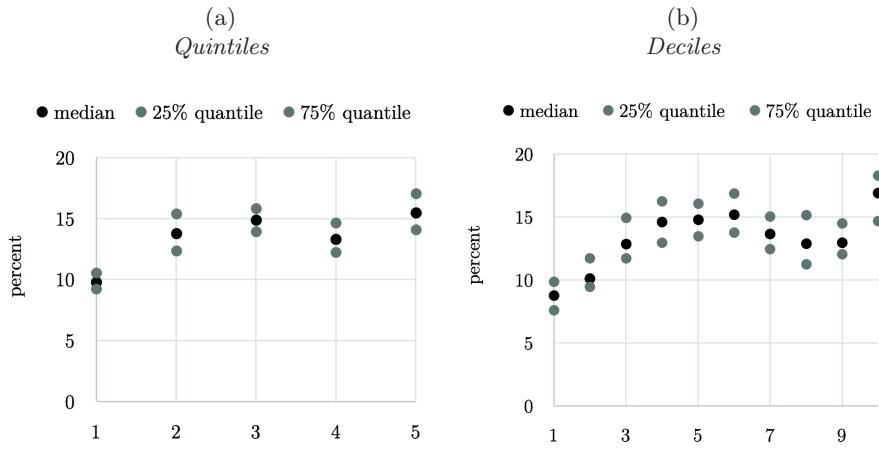 (a)
Quintiles
median 25% quantile 75% quantile
20
15
10
5
0
percent
1 2 3 4 5
(b)
Deciles
median 25% quantile 75% quantile
20
15
10
5
0
percent
1 3 5 7 9